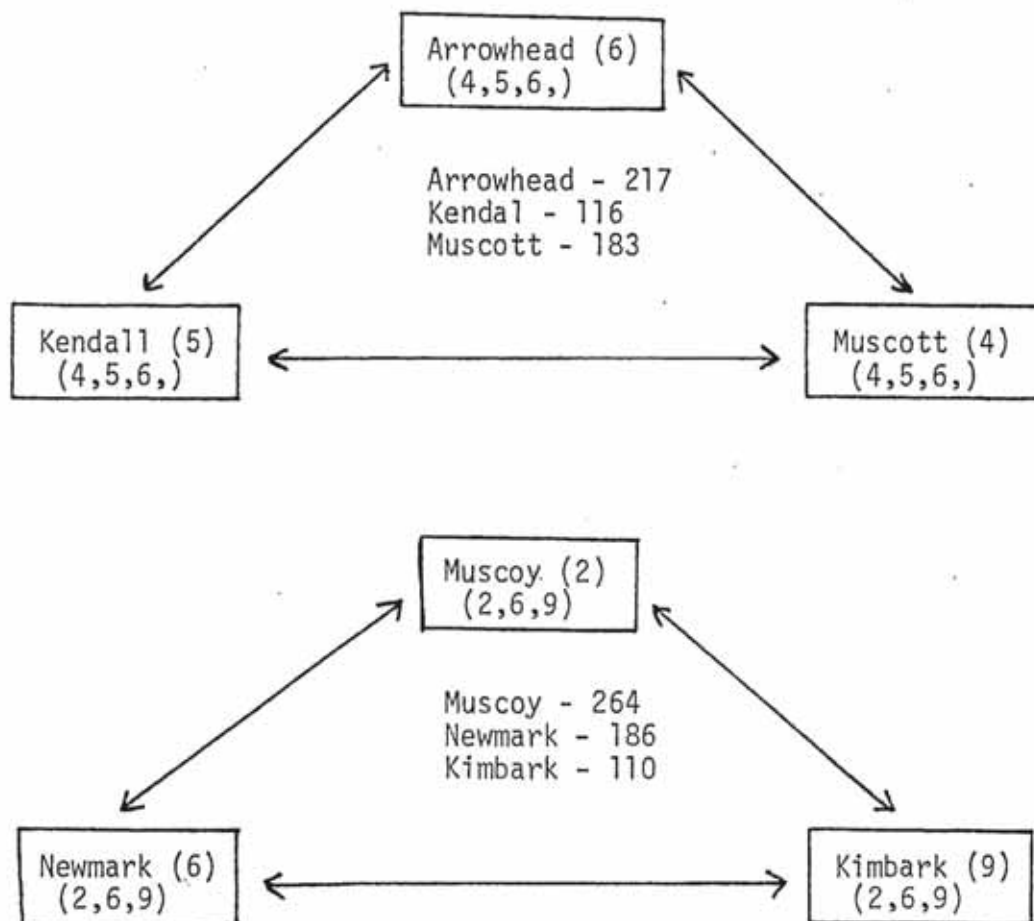 Arrowhead (6)
(4,5,6,)
Arrowhead - 217
Kendal - 116
Muscott - 183
Kendall (5)
(4,5,6,)
Muscott (4)
(4,5,6,)
Muscoy (2)
(2,6,9)
Muscoy - 264
Newmark - 186
Kimbark - 110
Newmark (6)
(2,6,9)
Kimbark (9)
(2,6,9)